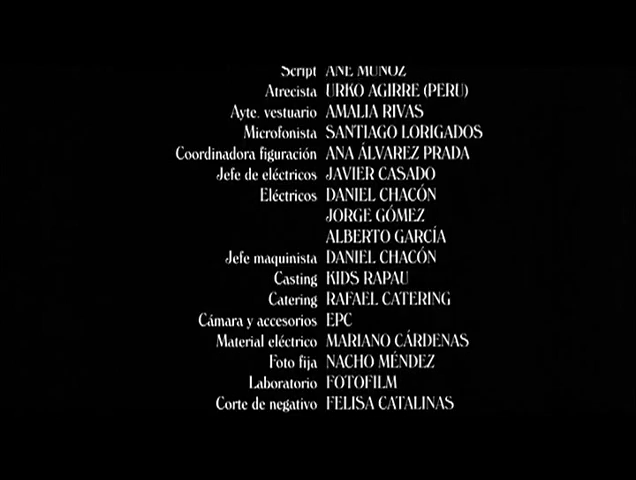 Script ANE MUÑOZ
Atrecista URKO AGIRRE (PERU)
Ayte. vestuario AMALIA RIVAS
Microfonista SANTIAGO LORIGADOS
Coordinadora figuración ANA ÁLVAREZ PRADA
Jefe de eléctricos JAVIER CASADO
Eléctricos DANIEL CHACÓN
JORGE GÓMEZ
ALBERTO GARCÍA
Jefe maquinista DANIEL CHACÓN
Casting KIDS RAPAU
Catering RAFAEL CATERING
Cámara y accesorios EPC
Material eléctrico MARIANO CÁRDENAS
Foto fija NACHO MÉNDEZ
Laboratorio FOTOFILM
Corte de negativo FELISA CATALINAS